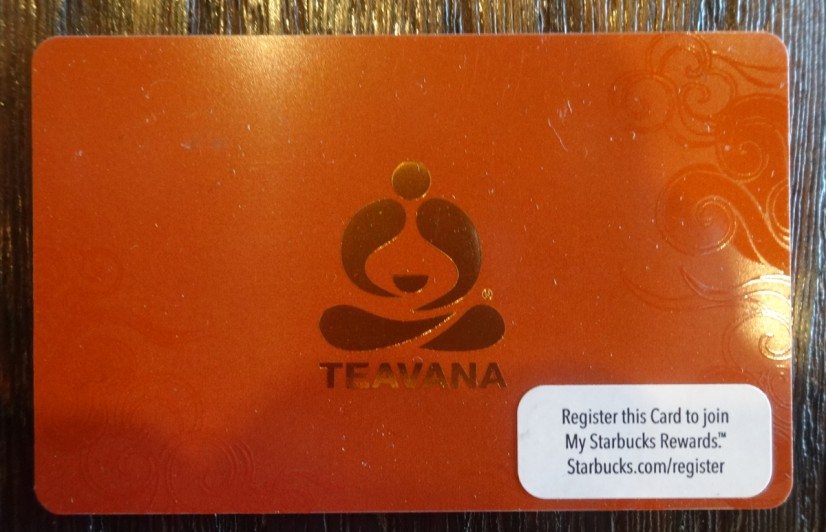 ®
TEAVANA
Register this Card to join
My Starbucks Rewards.™
Starbucks.com/register